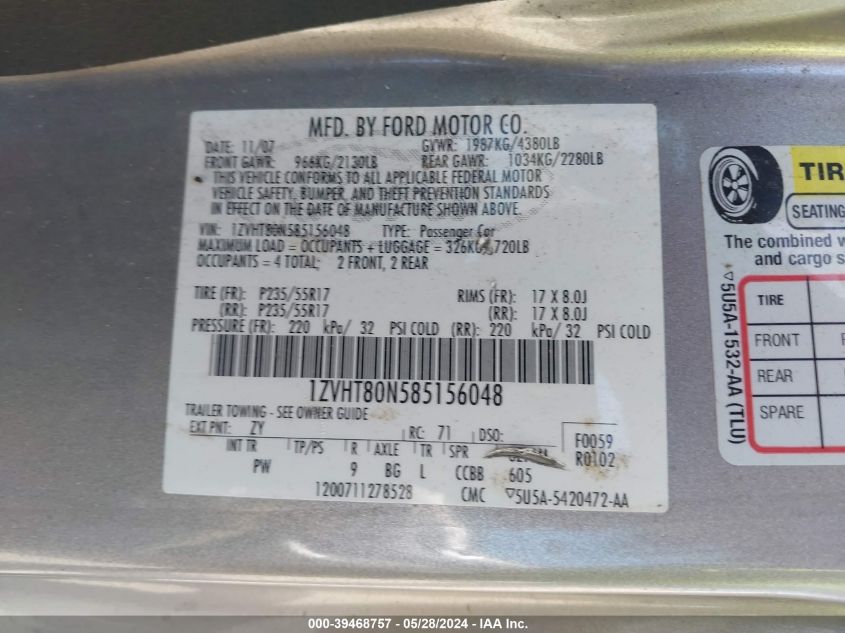 MFD. BY FORD MOTOR CO.
DATE: 11/07 GVWR: 1987KG/4380LB
FRONT GAWR: 966KG/2130LB REAR GAWR: 1034KG/2280LB
THIS VEHICLE CONFORMS TO ALL APPLICABLE FEDERAL MOTOR
VEHICLE SAFETY, BUMPER, AND THEFT PREVENTION STANDARDS
IN EFFECT ON THE DATE OF MANUFACTURE SHOWN ABOVE.
VIN: 1ZVHT80N585156048 TYPE: Passenger Car
MAXIMUM LOAD = OCCUPANTS + LUGGAGE = 326KG/720LB
OCCUPANTS = 4 TOTAL; 2 FRONT, 2 REAR
TIRE (FR): P235/55R17 RIMS (FR): 17 X 8.0J
(RR): P235/55R17 (RR): 17 X 8.0J
PRESSURE (FR): 220 kPa/ 32 PSI COLD (RR): 220 kPa/ 32 PSI COLD
1ZVHT80N585156048
TRAILER TOWING - SEE OWNER GUIDE
EXT PNT: ZY RC: 71 DSO: F0059
INT TR TP/PS R AXLE TR SPR R0102
PW 9 BG L CCBB 605
1200711278528 CMC ▽5U5A-5420472-AA
TIR
SEATING
The combined w
and cargo s
TIRE
FRONT
REAR
SPARE
▽5U5A-1532-AA (TLU)
000-39468757 - 05/28/2024 - IAA Inc.